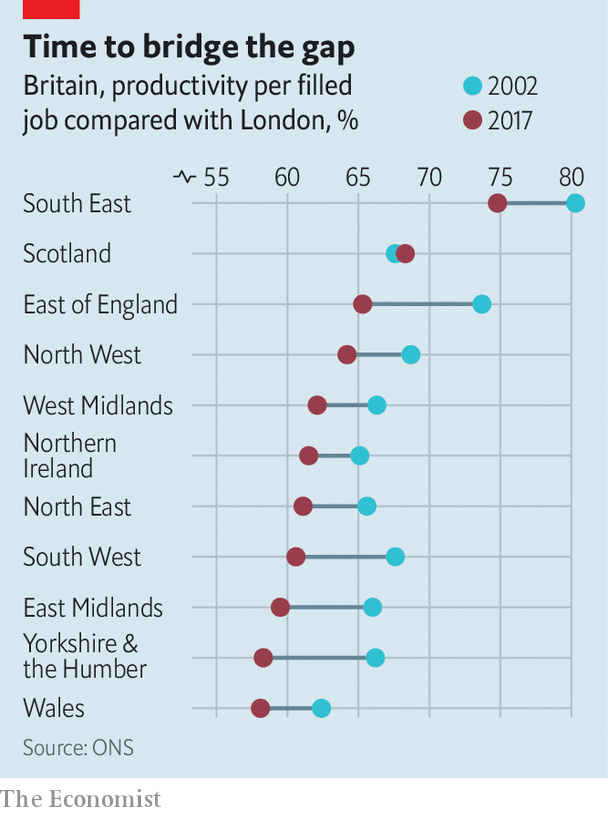 Time to bridge the gap
Britain, productivity per filled
job compared with London, %
2002
2017
55 60 65 70 75 80
South East
Scotland
East of England
North West
West Midlands
Northern
Ireland
North East
South West
East Midlands
Yorkshire &
the Humber
Wales
Source: ONS
The Economist